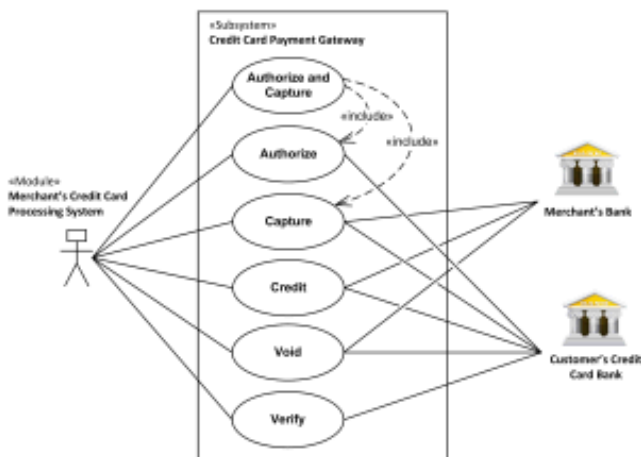 «Subsystem»
Credit Card Payment Gateway
Authorize and
Capture
«include»
Authorize
«include»
«Module»
Merchant's Credit Card
Processing System
Capture
Merchant's Bank
Credit
Void
Customer's Credit
Card Bank
Verify